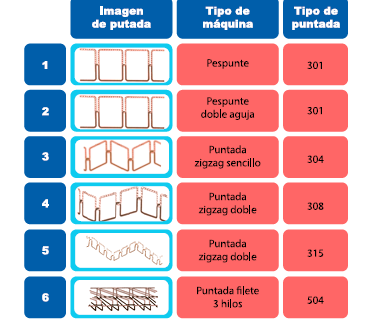 Imagen
de putada
Tipo de
máquina
Tipo de
puntada
1
Pespunte
301
2
Pespunte
doble aguja
301
3
Puntada
zigzag sencillo
304
4
Puntada
zigzag doble
308
5
Puntada
zigzag doble
315
6
Puntada filete
3 hilos
504